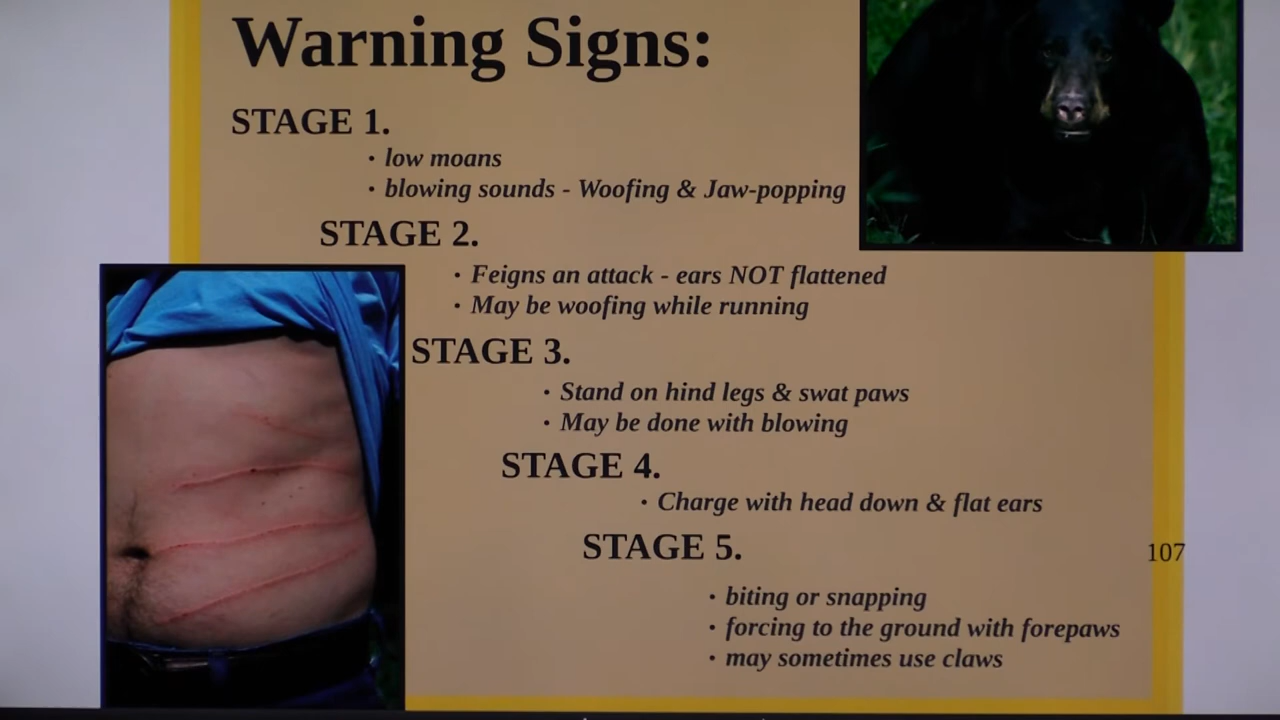 Warning Signs:
STAGE 1.
· low moans
· blowing sounds - Woofing & Jaw-popping
STAGE 2.
· Feigns an attack - ears NOT flattened
· May be woofing while running
STAGE 3.
· Stand on hind legs & swat paws
· May be done with blowing
STAGE 4.
· Charge with head down & flat ears
STAGE 5.
107
· biting or snapping
· forcing to the ground with forepaws
· may sometimes use claws